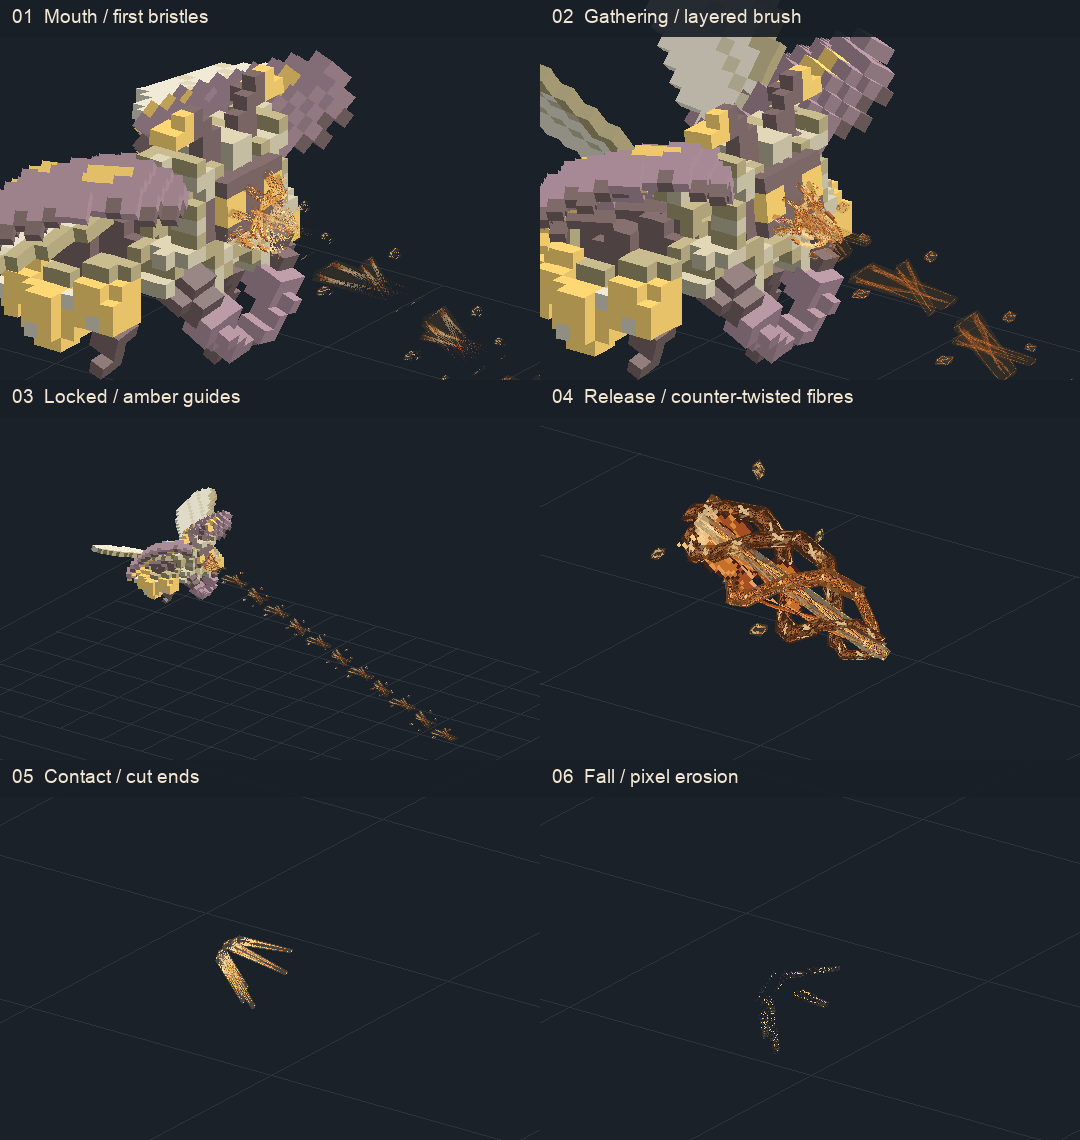 01 Mouth / first bristles
02 Gathering / layered brush
03 Locked / amber guides
04 Release / counter-twisted fibres
05 Contact / cut ends
06 Fall / pixel erosion